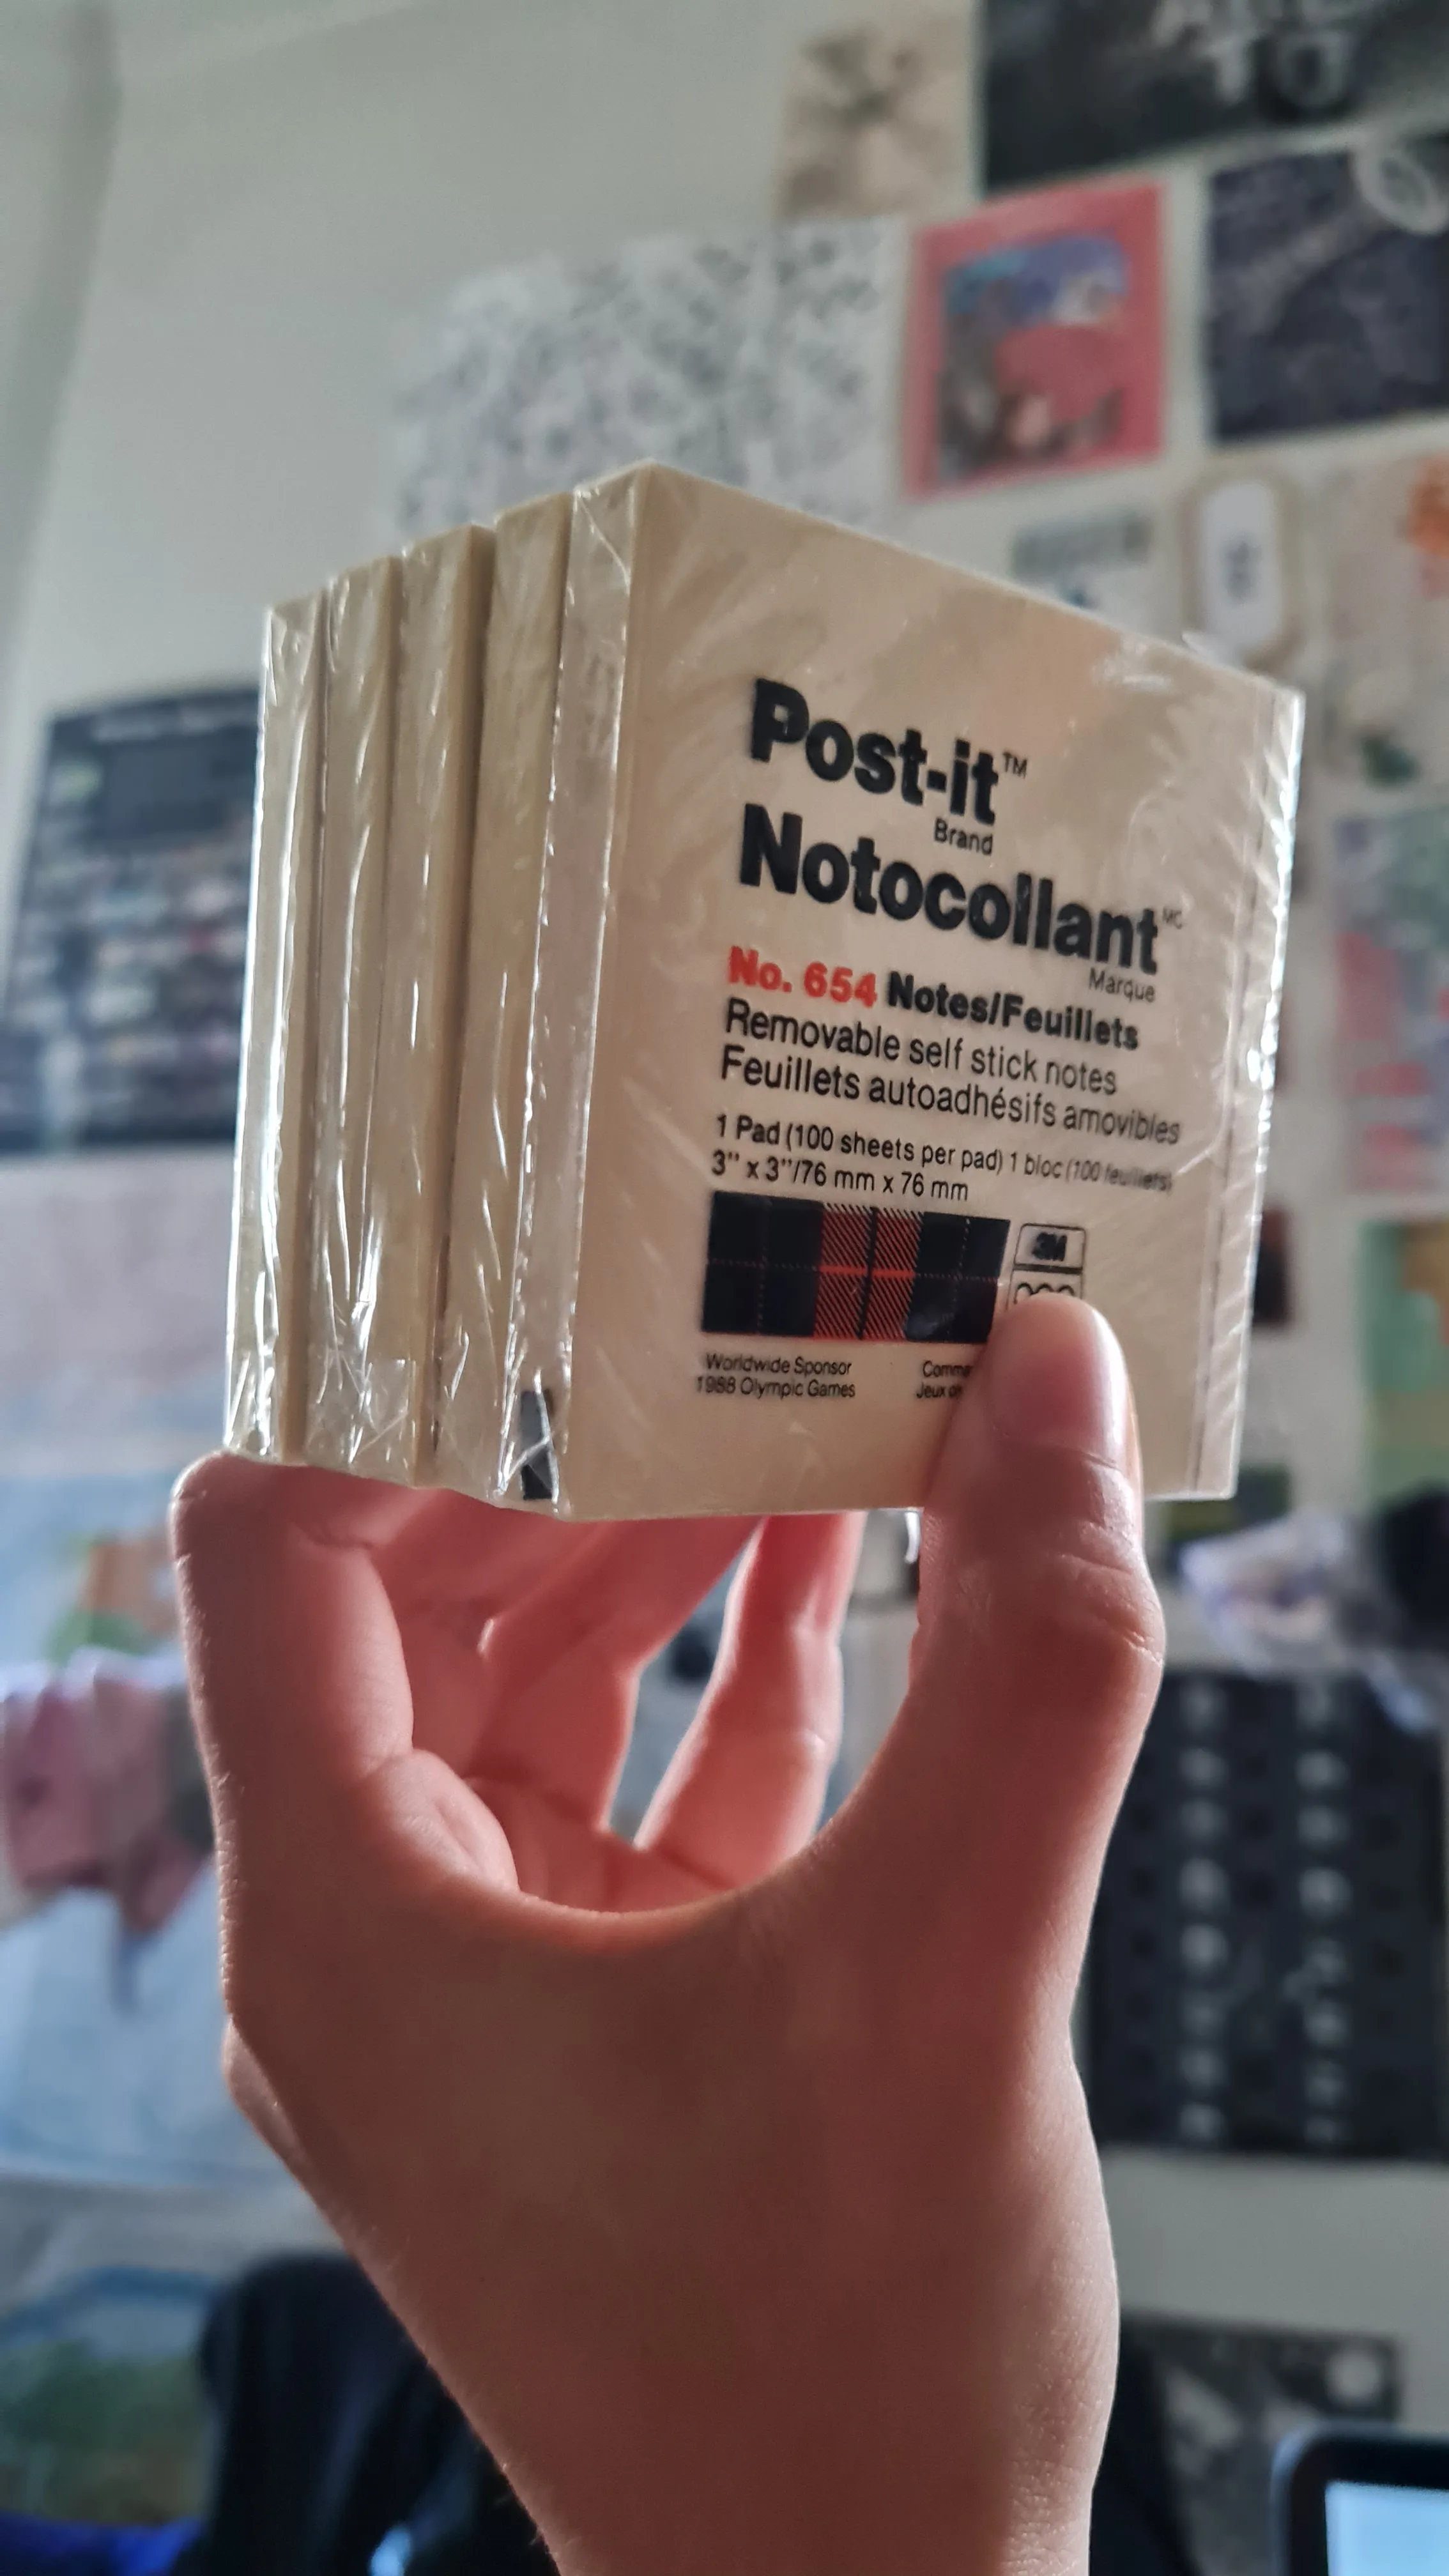 Post-it™
Brand
Notocollant MC
Marque
No. 654 Notes/Feuillets
Removable self stick notes
Feuillets autoadhésifs amovibles
1 Pad (100 sheets per pad) 1 bloc (100 feuillets)
3" x 3"/76 mm x 76 mm
3M
Worldwide Sponsor
1988 Olympic Games
Jeux